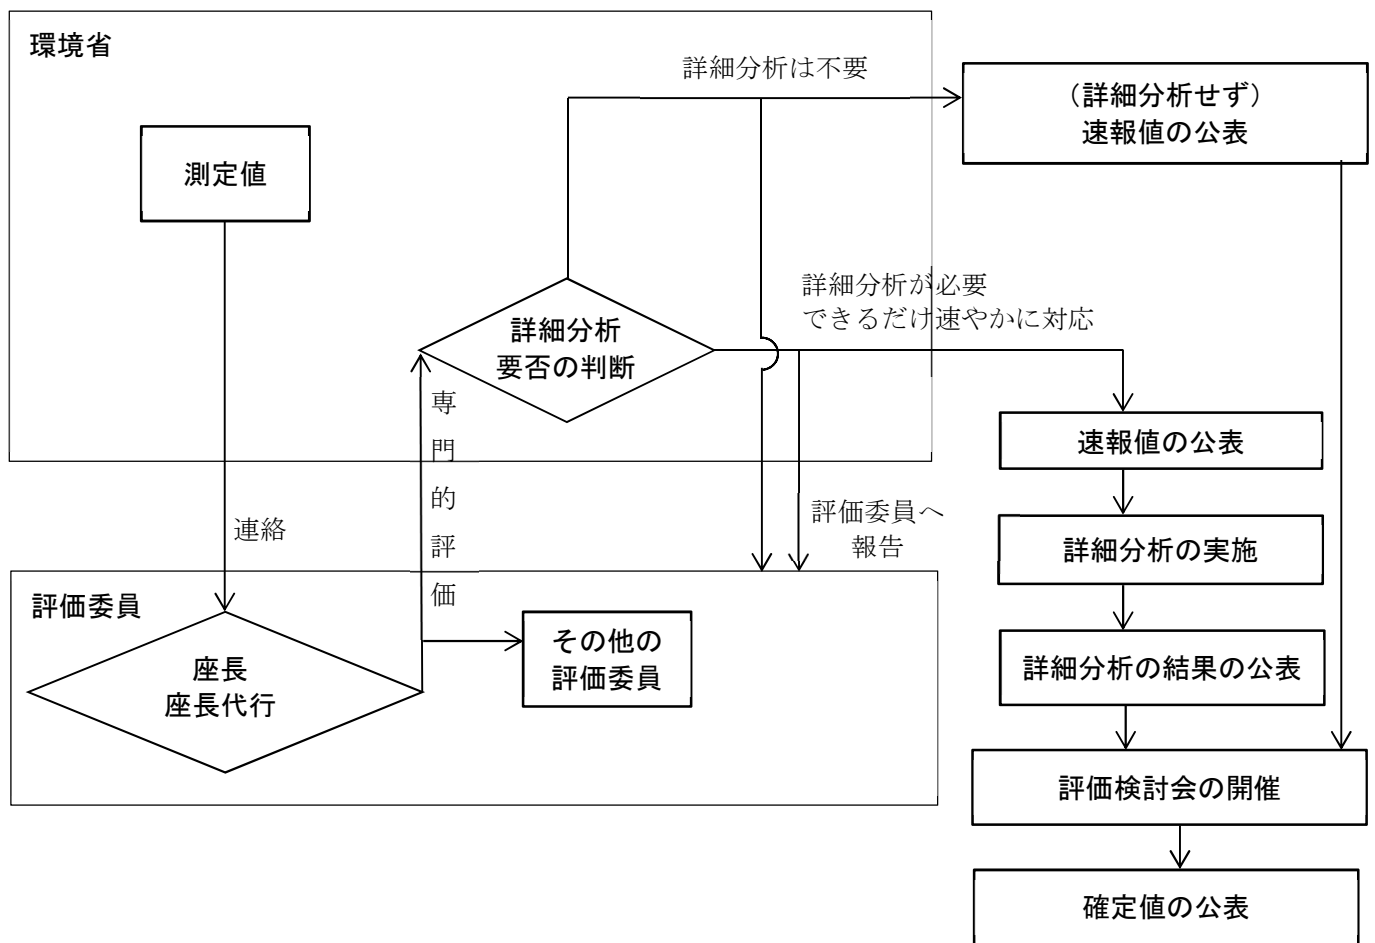 環境省
詳細分析は不要
（詳細分析せず）
速報値の公表
測定値
詳細分析が必要
できるだけ速やかに対応
詳細分析
要否の判断
専門的評価
速報値の公表
連絡
評価委員へ
報告
詳細分析の実施
評価委員
その他の
評価委員
座長
座長代行
詳細分析の結果の公表
評価検討会の開催
確定値の公表